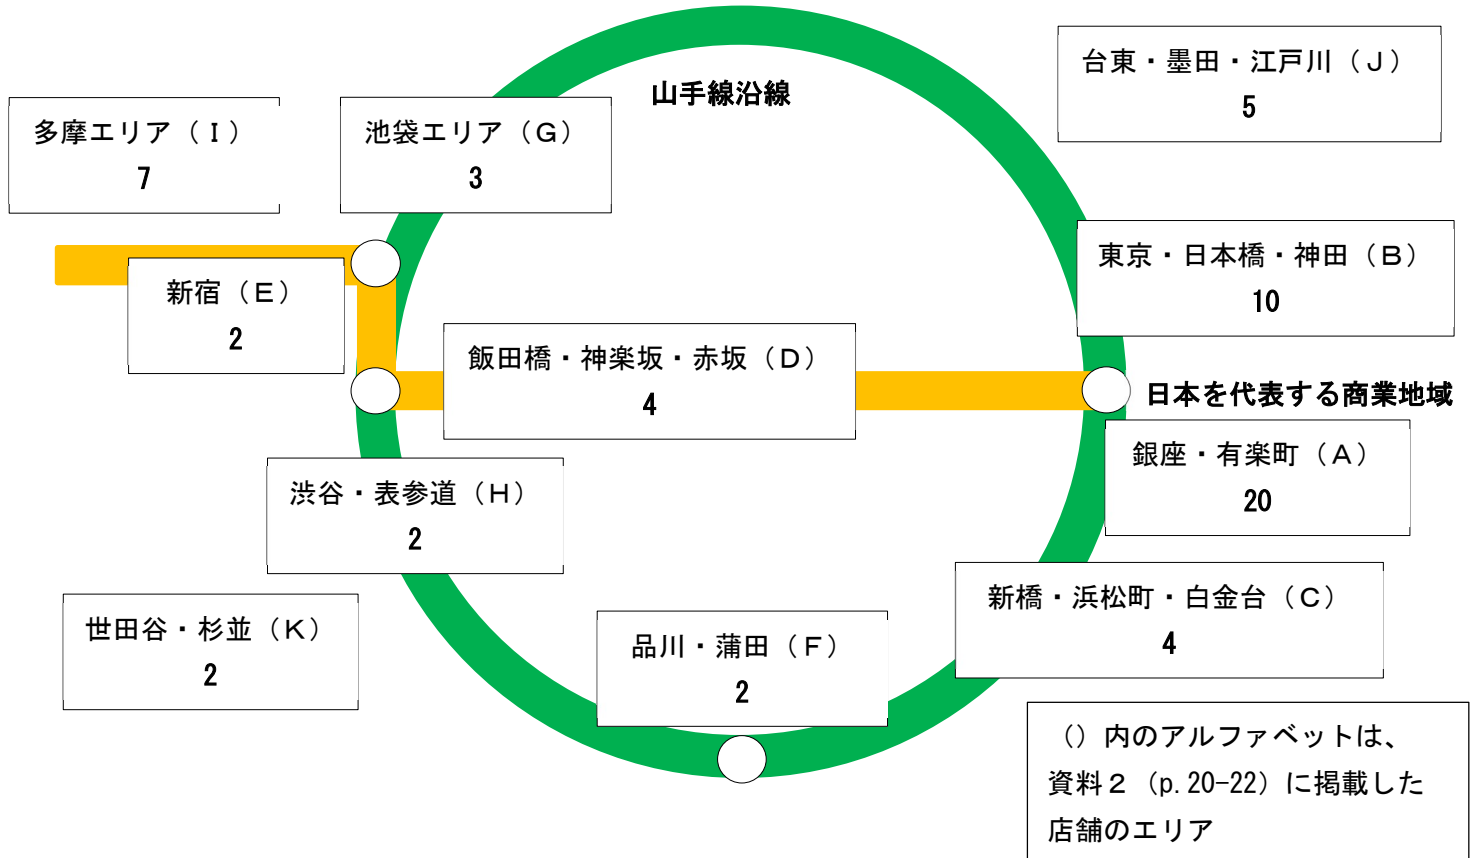 山手線沿線
台東・墨田・江戸川（Ｊ）
5
多摩エリア（Ｉ）
7
池袋エリア（Ｇ）
3
東京・日本橋・神田（Ｂ）
10
新宿（Ｅ）
2
飯田橋・神楽坂・赤坂（Ｄ）
4
日本を代表する商業地域
銀座・有楽町（Ａ）
20
渋谷・表参道（Ｈ）
2
新橋・浜松町・白金台（Ｃ）
4
世田谷・杉並（Ｋ）
2
品川・蒲田（Ｆ）
2
（）内のアルファベットは、
資料２（p.20-22）に掲載した
店舗のエリア